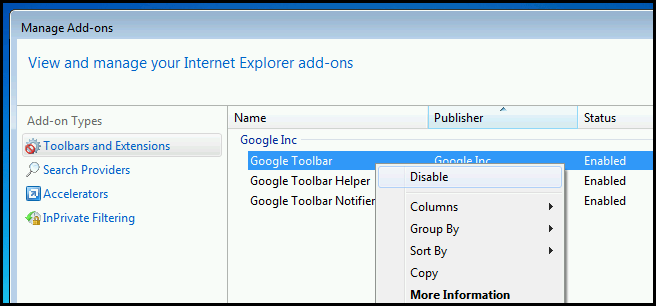 Manage Add-ons
View and manage your Internet Explorer add-ons
Add-on Types
Toolbars and Extensions
Search Providers
Accelerators
InPrivate Filtering
Name Publisher Status
Google Inc
Google Toolbar Google Inc Enabled
Google Toolbar Helper Enabled
Google Toolbar Notifier Enabled
Disable
Columns
Group By
Sort By
Copy
More Information